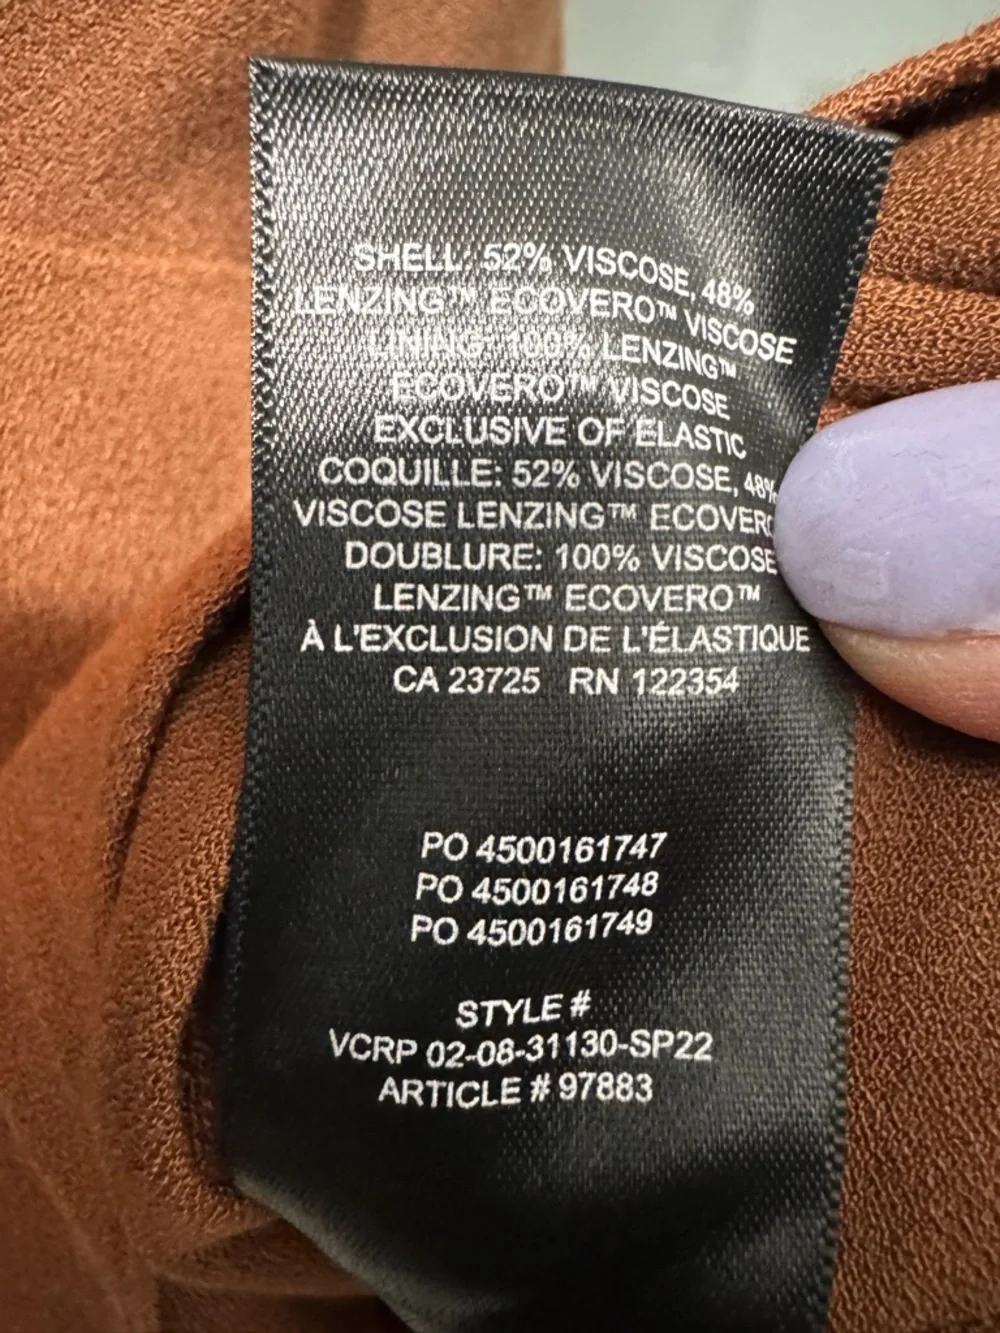 SHELL: 52% VISCOSE, 48%
LENZING™ ECOVERO™ VISCOSE
LINING: 100% LENZING™
ECOVERO™ VISCOSE
EXCLUSIVE OF ELASTIC
COQUILLE: 52% VISCOSE, 48%
VISCOSE LENZING™ ECOVERO
DOUBLURE: 100% VISCOSE
LENZING™ ECOVERO™
À L'EXCLUSION DE L'ÉLASTIQUE
CA 23725 RN 122354
PO 4500161747
PO 4500161748
PO 4500161749
STYLE #
VCRP 02-08-31130-SP22
ARTICLE # 97883